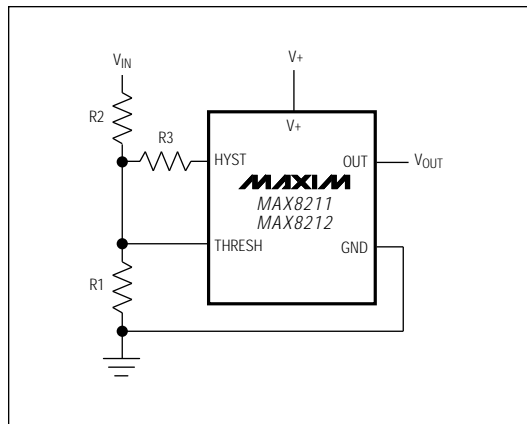 V+
VIN
V+
R2
R3
HYST
OUT
VOUT
MAXIM
MAX8211
MAX8212
THRESH
GND
R1